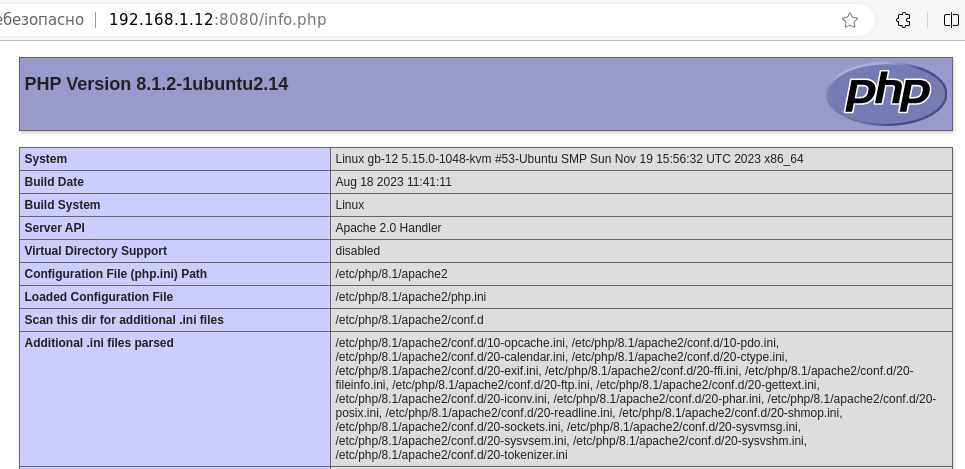 ебезопасно 192.168.1.12:8080/info.php
PHP Version 8.1.2-1ubuntu2.14
php
System Linux gb-12 5.15.0-1048-kvm #53-Ubuntu SMP Sun Nov 19 15:56:32 UTC 2023 x86_64
Build Date Aug 18 2023 11:41:11
Build System Linux
Server API Apache 2.0 Handler
Virtual Directory Support disabled
Configuration File (php.ini) Path /etc/php/8.1/apache2
Loaded Configuration File /etc/php/8.1/apache2/php.ini
Scan this dir for additional .ini files /etc/php/8.1/apache2/conf.d
Additional .ini files parsed /etc/php/8.1/apache2/conf.d/10-opcache.ini, /etc/php/8.1/apache2/conf.d/10-pdo.ini,
/etc/php/8.1/apache2/conf.d/20-calendar.ini, /etc/php/8.1/apache2/conf.d/20-ctype.ini,
/etc/php/8.1/apache2/conf.d/20-exif.ini, /etc/php/8.1/apache2/conf.d/20-ffi.ini, /etc/php/8.1/apache2/conf.d/20-
fileinfo.ini, /etc/php/8.1/apache2/conf.d/20-ftp.ini, /etc/php/8.1/apache2/conf.d/20-gettext.ini,
/etc/php/8.1/apache2/conf.d/20-iconv.ini, /etc/php/8.1/apache2/conf.d/20-phar.ini, /etc/php/8.1/apache2/conf.d/20-
posix.ini, /etc/php/8.1/apache2/conf.d/20-readline.ini, /etc/php/8.1/apache2/conf.d/20-shmop.ini,
/etc/php/8.1/apache2/conf.d/20-sockets.ini, /etc/php/8.1/apache2/conf.d/20-sysvmsg.ini,
/etc/php/8.1/apache2/conf.d/20-sysvsem.ini, /etc/php/8.1/apache2/conf.d/20-sysvshm.ini,
/etc/php/8.1/apache2/conf.d/20-tokenizer.ini